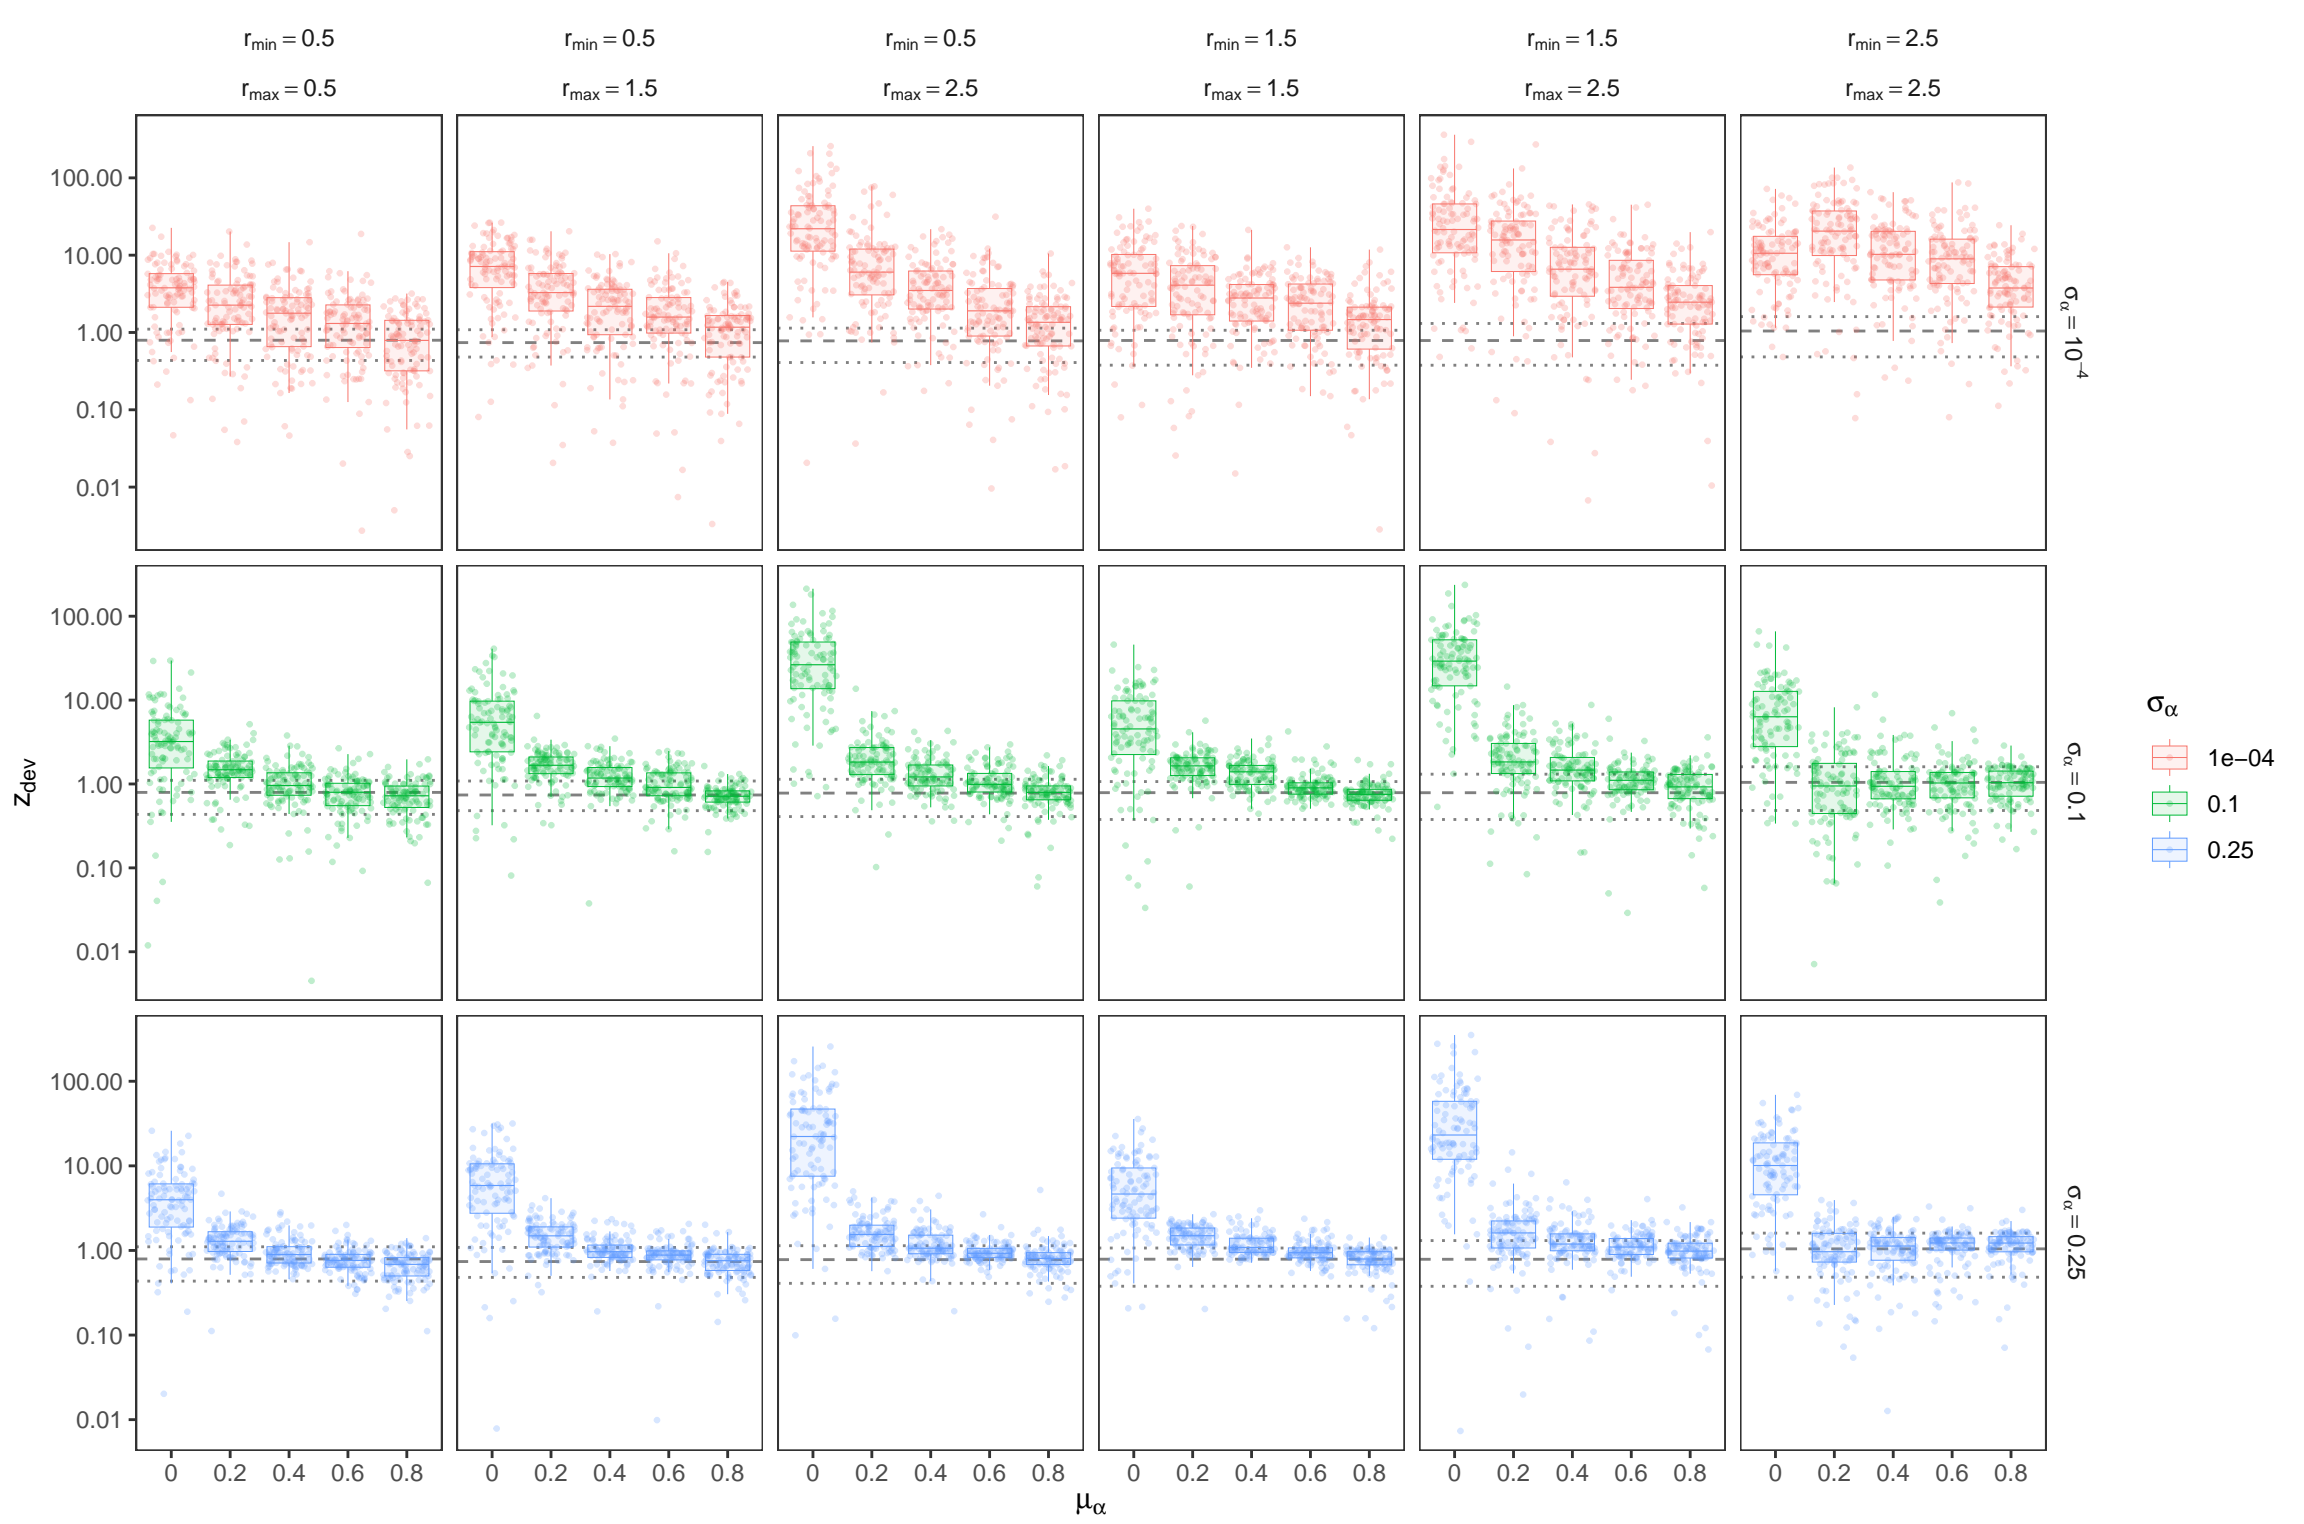 r_min = 0.5 r_min = 0.5 r_min = 0.5 r_min = 1.5 r_min = 1.5 r_min = 2.5
r_max = 0.5 r_max = 1.5 r_max = 2.5 r_max = 1.5 r_max = 2.5 r_max = 2.5
100.00
10.00
1.00
0.10
0.01
σ_α = 10^−4
100.00
10.00
1.00
0.10
0.01
σ_α = 0.1
100.00
10.00
1.00
0.10
0.01
σ_α = 0.25
z_dev
0 0.2 0.4 0.6 0.8 0 0.2 0.4 0.6 0.8 0 0.2 0.4 0.6 0.8 0 0.2 0.4 0.6 0.8 0 0.2 0.4 0.6 0.8 0 0.2 0.4 0.6 0.8
μ_α
σ_α
1e−04
0.1
0.25